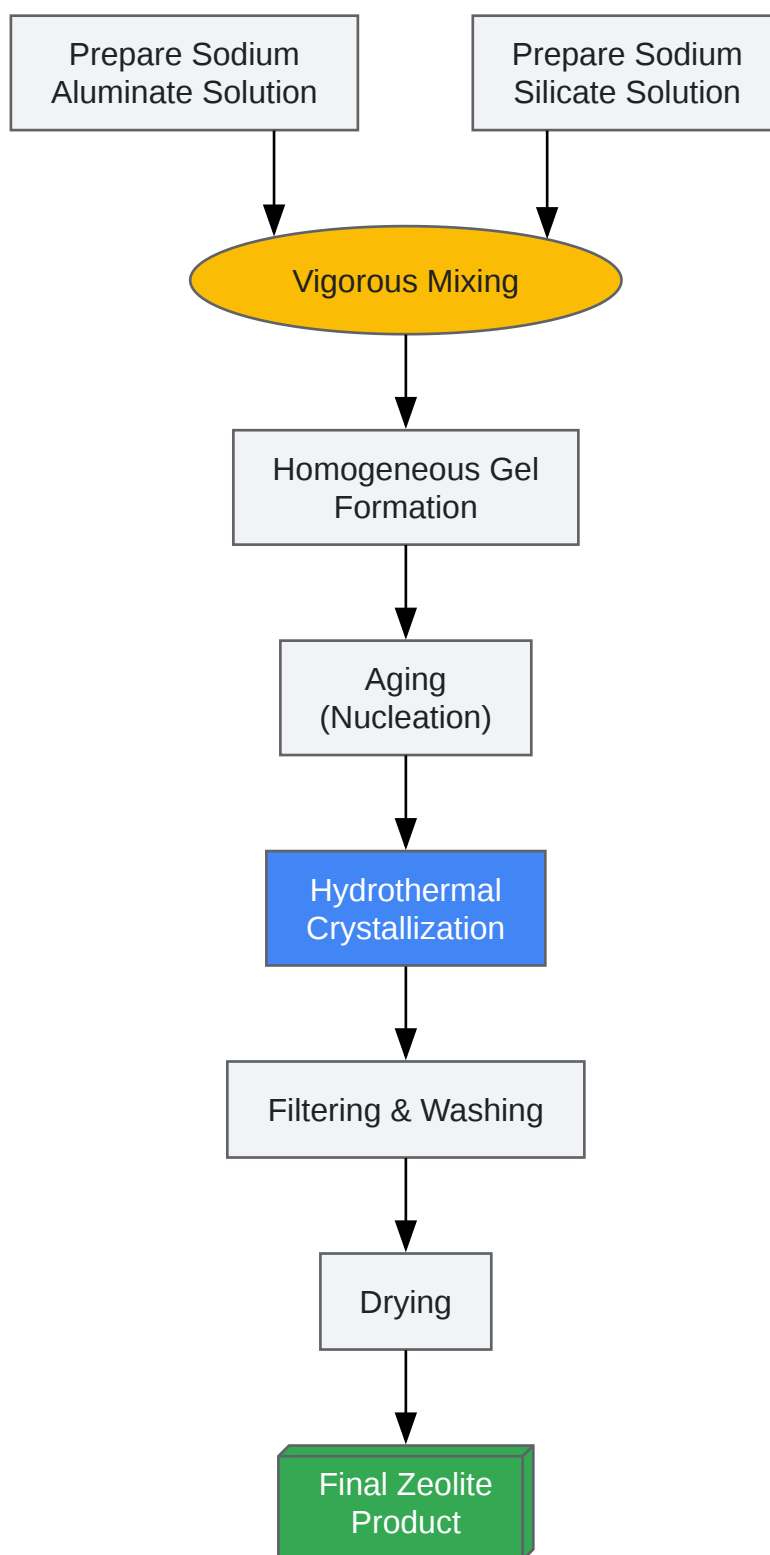 Prepare Sodium
Aluminate Solution
Prepare Sodium
Silicate Solution
Vigorous Mixing
Homogeneous Gel
Formation
Aging
(Nucleation)
Hydrothermal
Crystallization
Filtering & Washing
Drying
Final Zeolite
Product